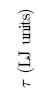 τ (LJ units)